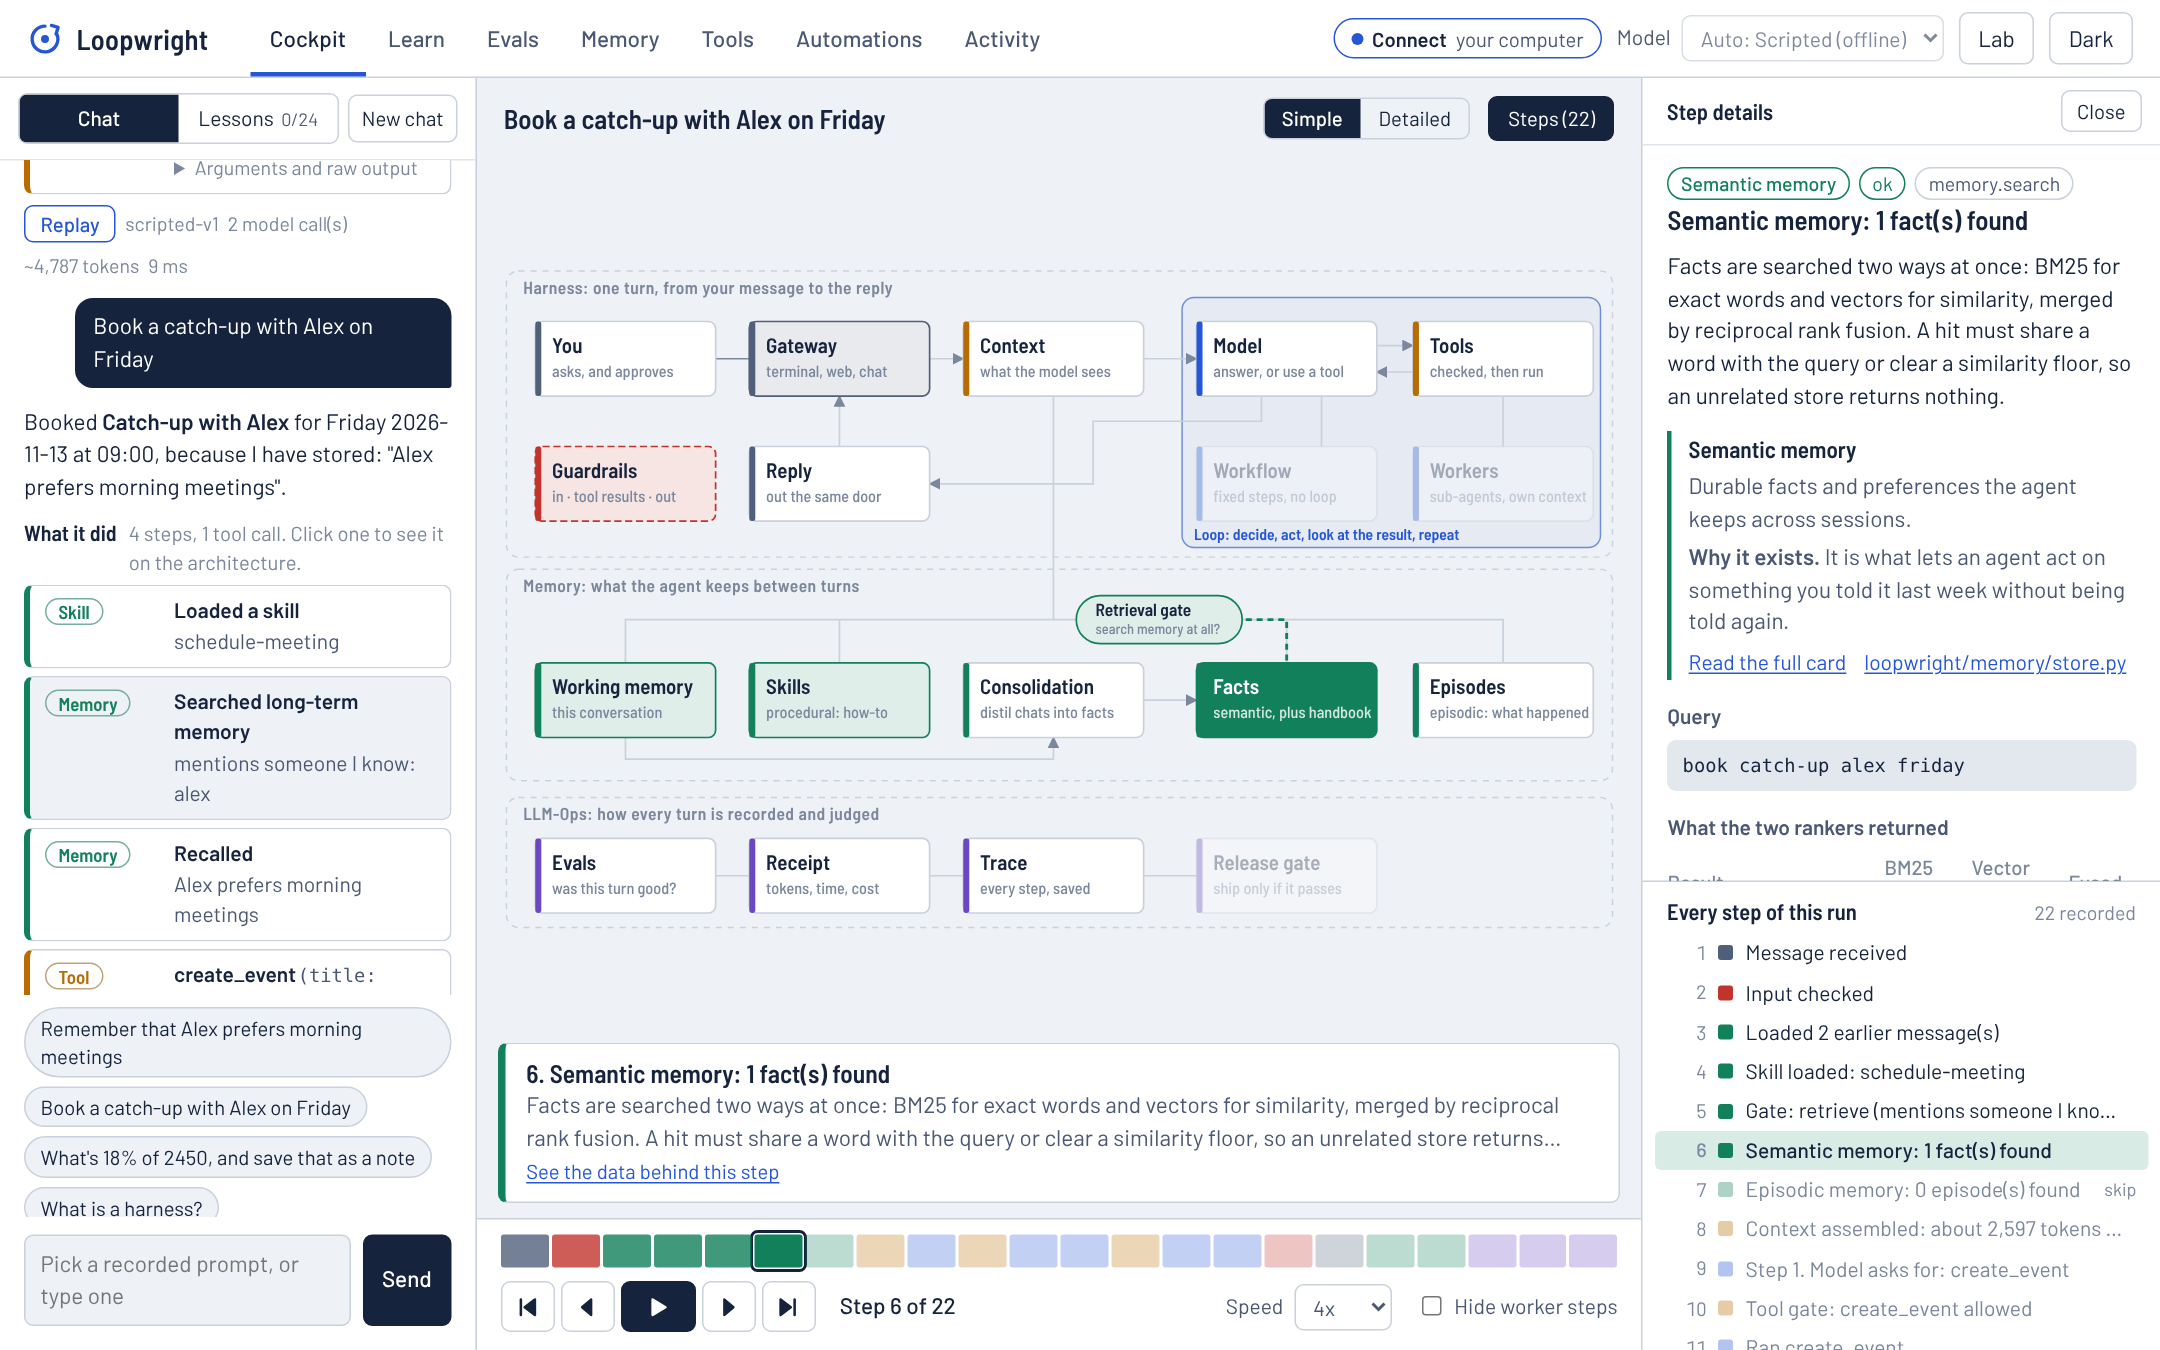 Loopwright
Cockpit
Learn
Evals
Memory
Tools
Automations
Activity
Connect your computer
Model
Auto: Scripted (offline)
Lab
Dark
Chat
Lessons 0/24
New chat
Arguments and raw output
Replay
scripted-v1 2 model call(s)
~4,787 tokens 9 ms
Book a catch-up with Alex on
Friday
Booked Catch-up with Alex for Friday 2026-
11-13 at 09:00, because I have stored: "Alex
prefers morning meetings".
What it did
4 steps, 1 tool call. Click one to see it
on the architecture.
Skill
Loaded a skill
schedule-meeting
Memory
Searched long-term
memory
mentions someone I know:
alex
Memory
Recalled
Alex prefers morning
meetings
Tool
create_event (title:
Remember that Alex prefers morning
meetings
Book a catch-up with Alex on Friday
What's 18% of 2450, and save that as a note
What is a harness?
Pick a recorded prompt, or
type one
Send
Book a catch-up with Alex on Friday
Simple
Detailed
Steps (22)
Harness: one turn, from your message to the reply
You
asks, and approves
Gateway
terminal, web, chat
Context
what the model sees
Model
answer, or use a tool
Tools
checked, then run
Guardrails
in · tool results · out
Reply
out the same door
Workflow
fixed steps, no loop
Workers
sub-agents, own context
Loop: decide, act, look at the result, repeat
Memory: what the agent keeps between turns
Retrieval gate
search memory at all?
Working memory
this conversation
Skills
procedural: how-to
Consolidation
distil chats into facts
Facts
semantic, plus handbook
Episodes
episodic: what happened
LLM-Ops: how every turn is recorded and judged
Evals
was this turn good?
Receipt
tokens, time, cost
Trace
every step, saved
Release gate
ship only if it passes
6. Semantic memory: 1 fact(s) found
Facts are searched two ways at once: BM25 for exact words and vectors for similarity, merged by reciprocal
rank fusion. A hit must share a word with the query or clear a similarity floor, so an unrelated store returns...
See the data behind this step
Step 6 of 22
Speed
4x
Hide worker steps
Step details
Close
Semantic memory
ok
memory.search
Semantic memory: 1 fact(s) found
Facts are searched two ways at once: BM25 for
exact words and vectors for similarity, merged
by reciprocal rank fusion. A hit must share a
word with the query or clear a similarity floor, so
an unrelated store returns nothing.
Semantic memory
Durable facts and preferences the agent
keeps across sessions.
Why it exists. It is what lets an agent act on
something you told it last week without being
told again.
Read the full card
loopwright/memory/store.py
Query
book catch-up alex friday
What the two rankers returned
Result
BM25
Vector
Fused
Every step of this run
22 recorded
1 Message received
2 Input checked
3 Loaded 2 earlier message(s)
4 Skill loaded: schedule-meeting
5 Gate: retrieve (mentions someone I kno...
6 Semantic memory: 1 fact(s) found
7 Episodic memory: 0 episode(s) found skip
8 Context assembled: about 2,597 tokens ...
9 Step 1. Model asks for: create_event
10 Tool gate: create_event allowed
11 Ran create_event